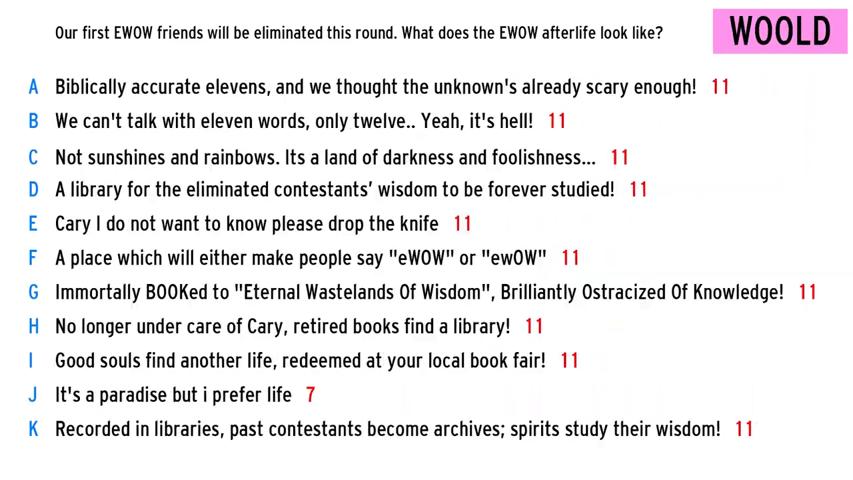 Our first EWOW friends will be eliminated this round. What does the EWOW afterlife look like?
WOOLD
A Biblically accurate elevens, and we thought the unknown's already scary enough! 11
B We can't talk with eleven words, only twelve.. Yeah, it's hell! 11
C Not sunshines and rainbows. Its a land of darkness and foolishness... 11
D A library for the eliminated contestants’ wisdom to be forever studied! 11
E Cary I do not want to know please drop the knife 11
F A place which will either make people say "eWOW" or "ewOW" 11
G Immortally BOOKed to "Eternal Wastelands Of Wisdom", Brilliantly Ostracized Of Knowledge! 11
H No longer under care of Cary, retired books find a library! 11
I Good souls find another life, redeemed at your local book fair! 11
J It's a paradise but i prefer life 7
K Recorded in libraries, past contestants become archives; spirits study their wisdom! 11